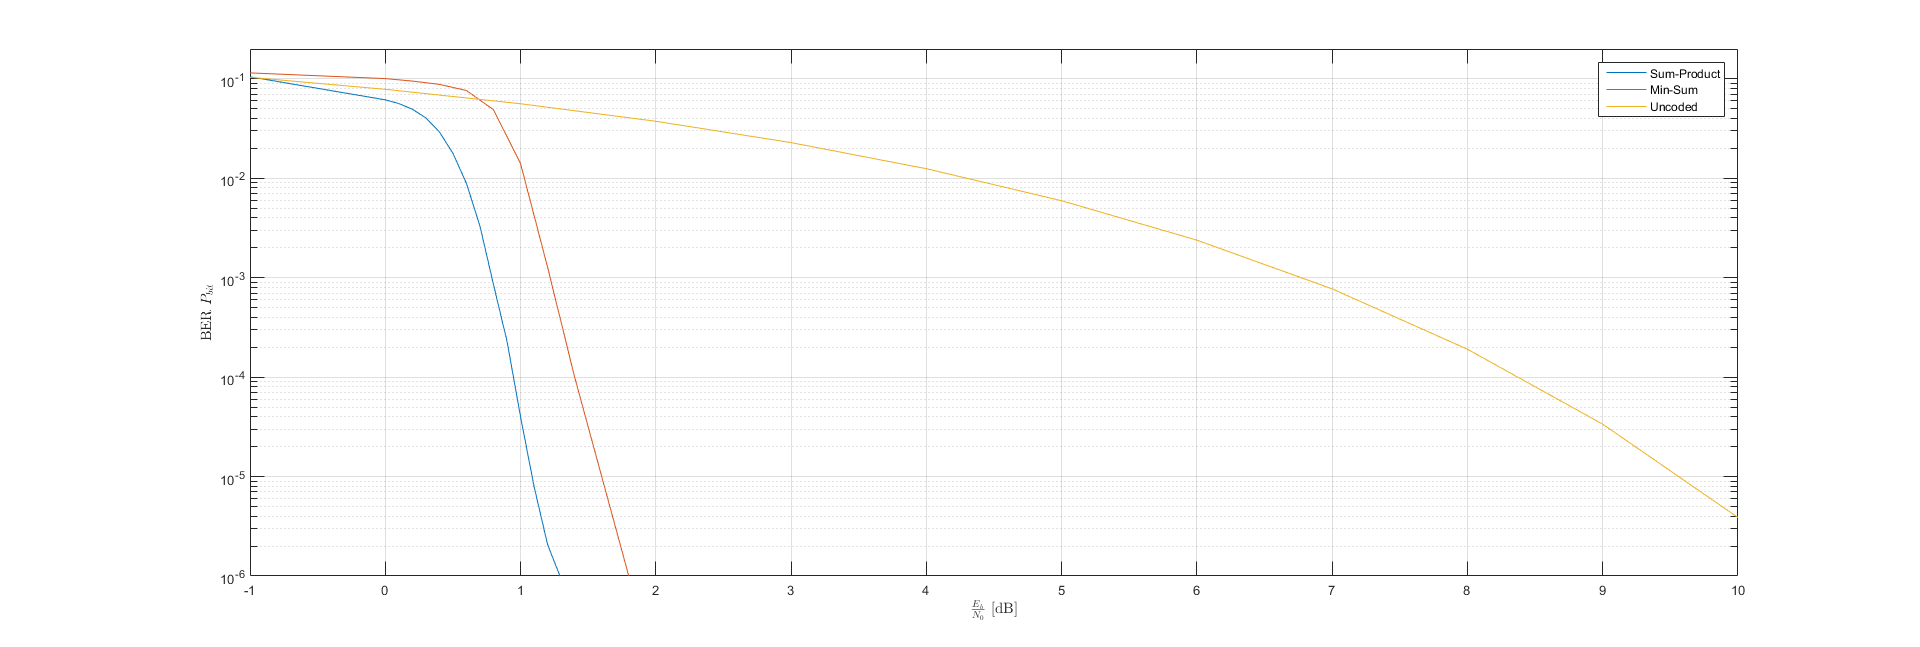 Sum-Product
Min-Sum
Uncoded
10^-1
10^-2
10^-3
10^-4
10^-5
10^-6
BER P_bit
-1 0 1 2 3 4 5 6 7 8 9 10
E_b/N_0 [dB]